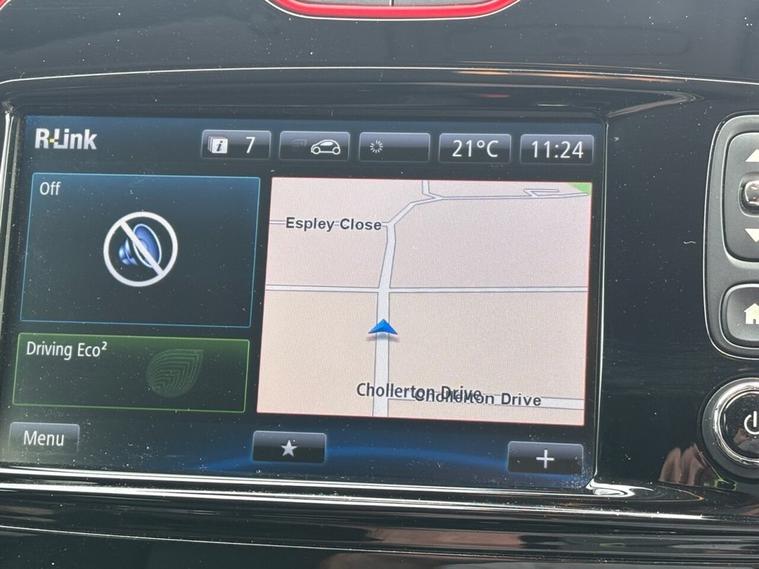 R-Link
7
21°C
11:24
Off
Espley Close
Driving Eco²
Chollerton Drive
Chollerton Drive
Menu